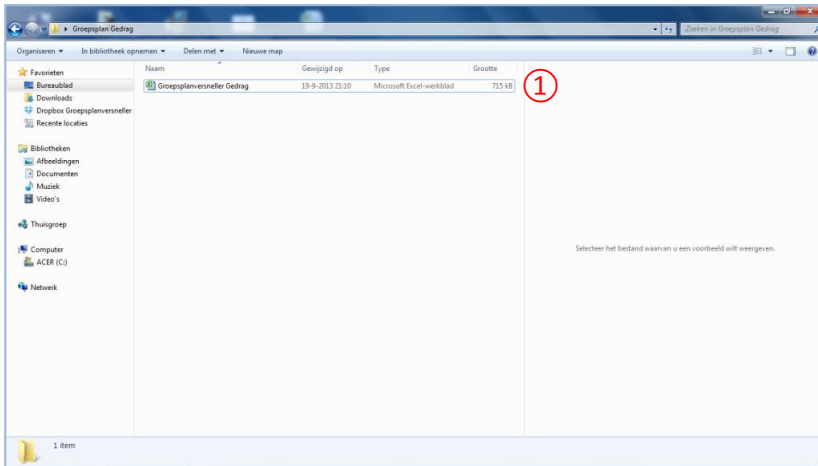 Groepsplan Gedrag
Zoeken in Groepsplan Gedrag
Organiseren
In bibliotheek opnemen
Delen met
Nieuwe map
Favorieten
Bureaublad
Downloads
Dropbox Groepsplanversneller
Recente locaties
Bibliotheken
Afbeeldingen
Documenten
Muziek
Video's
Thuisgroep
Computer
ACER (C:)
Netwerk
Naam
Gewijzigd op
Type
Grootte
Groepsplanversneller Gedrag
19-9-2013 21:10
Microsoft Excel-werkblad
715 kB
1
Selecteer het bestand waarvan u een voorbeeld wilt weergeven.
1 item